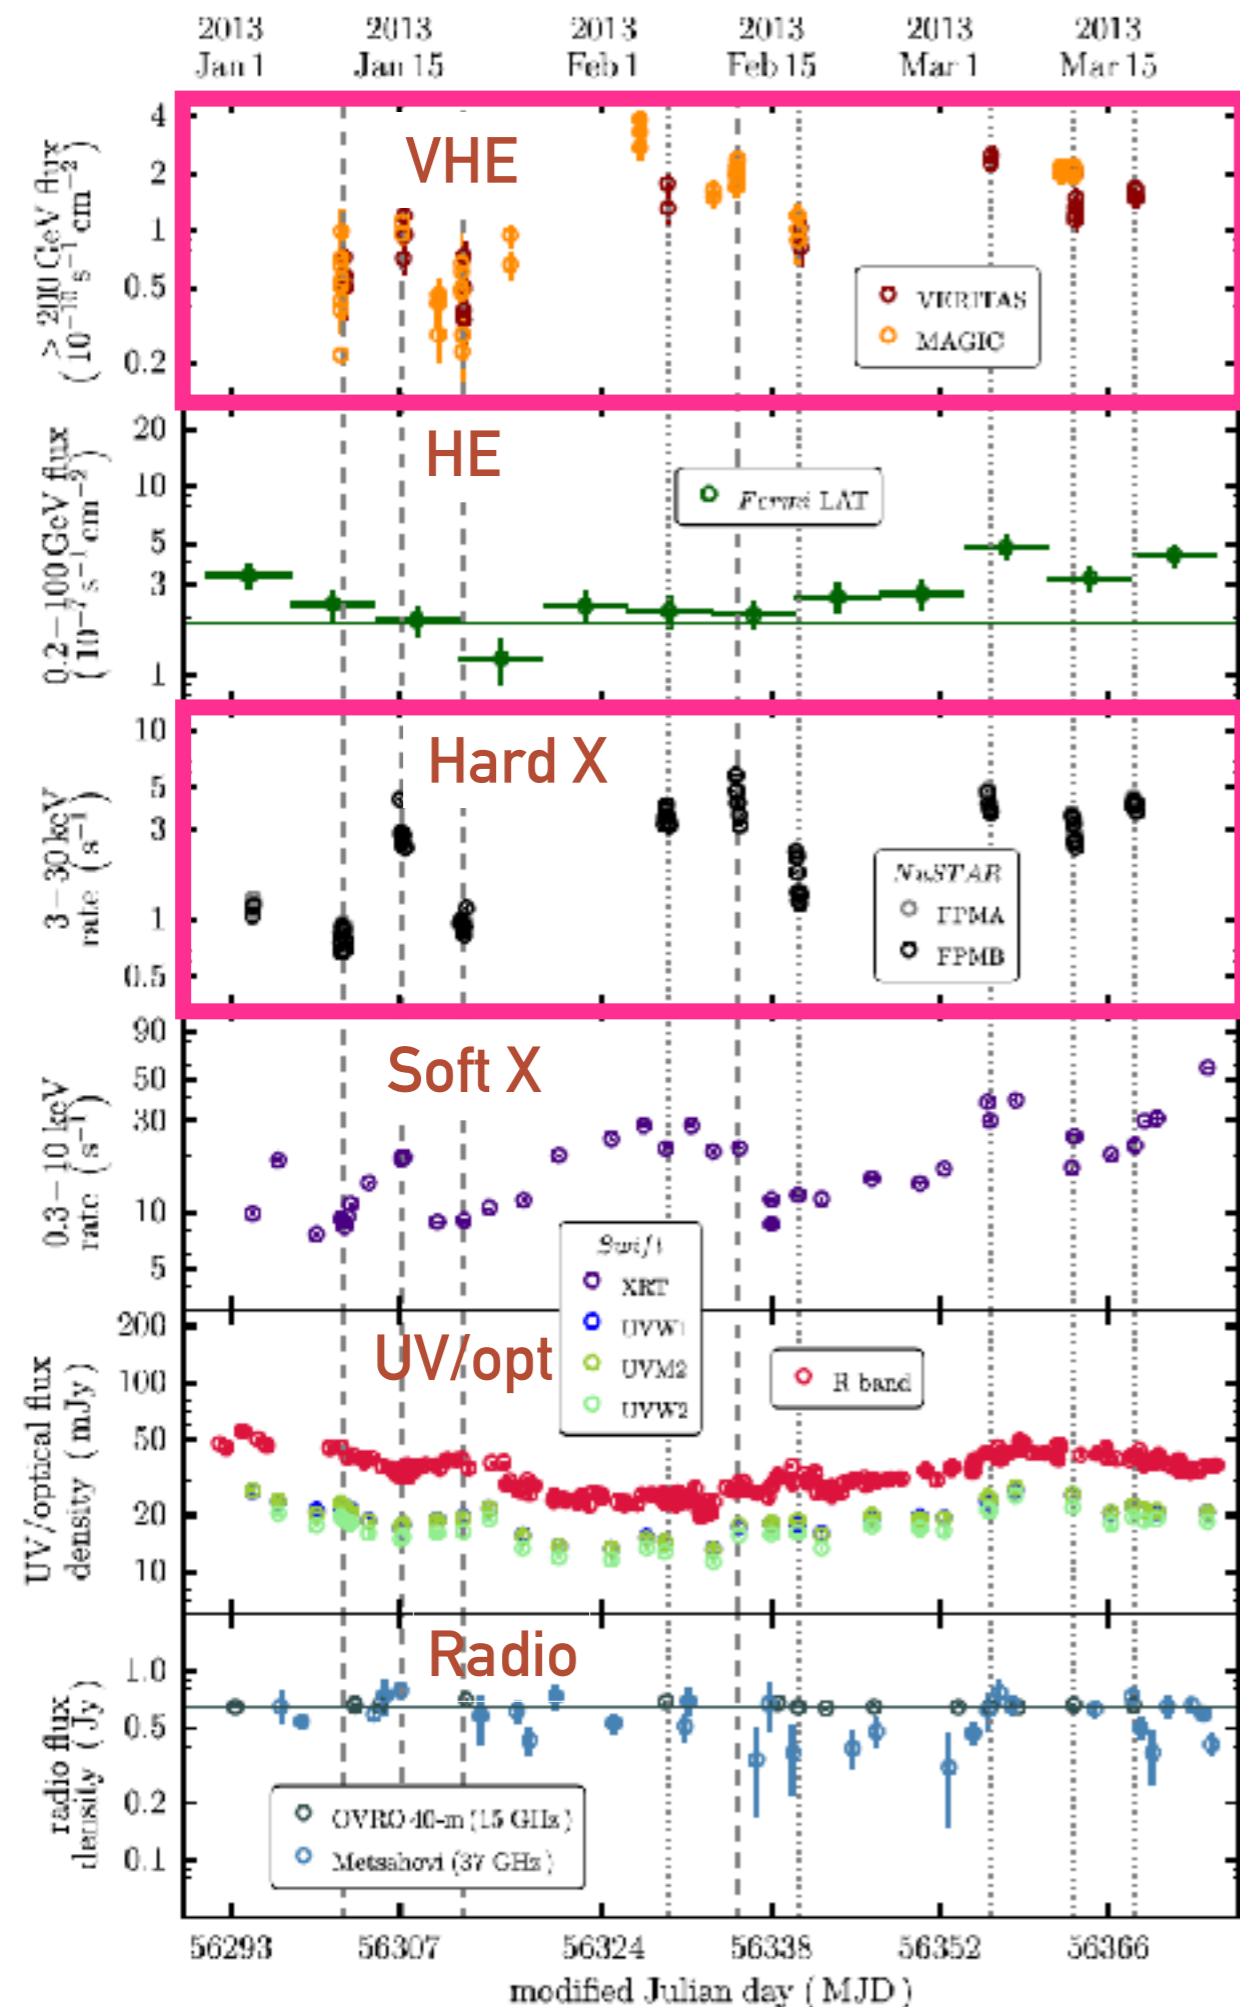 2013 2013 2013 2013 2013 2013
Jan 1 Jan 15 Feb 1 Feb 15 Mar 1 Mar 15
> 200 GeV flux
(10⁻¹⁰ s⁻¹ cm⁻²)
4
2
1
0.5
0.2
VHE
VERITAS
MAGIC
0.2−100 GeV flux
(10⁻⁷ s⁻¹ cm⁻²)
20
10
5
3
1
HE
Fermi LAT
3−30 keV
rate (s⁻¹)
10
5
3
1
0.5
Hard X
NuSTAR
FPMA
FPMB
0.3−10 keV
rate (s⁻¹)
90
50
30
10
5
Soft X
Swift
XRT
UVW1
UVM2
UVW2
UV/optical flux
density (mJy)
200
100
50
20
10
UV/opt
R band
radio flux
density (Jy)
1.0
0.5
0.2
0.1
Radio
OVRO 40-m (15 GHz)
Metsahovi (37 GHz)
56293 56307 56324 56338 56352 56366
modified Julian day (MJD)